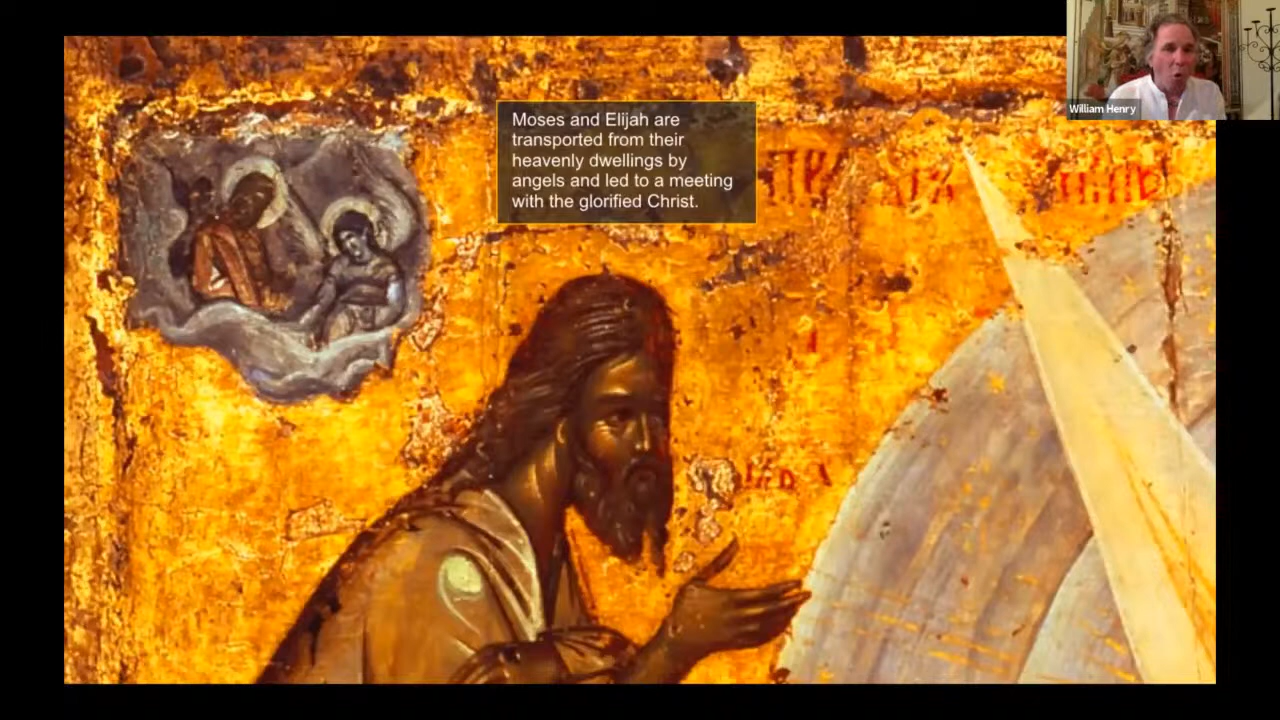 Moses and Elijah are
transported from their
heavenly dwellings by
angels and led to a meeting
with the glorified Christ.
William Henry